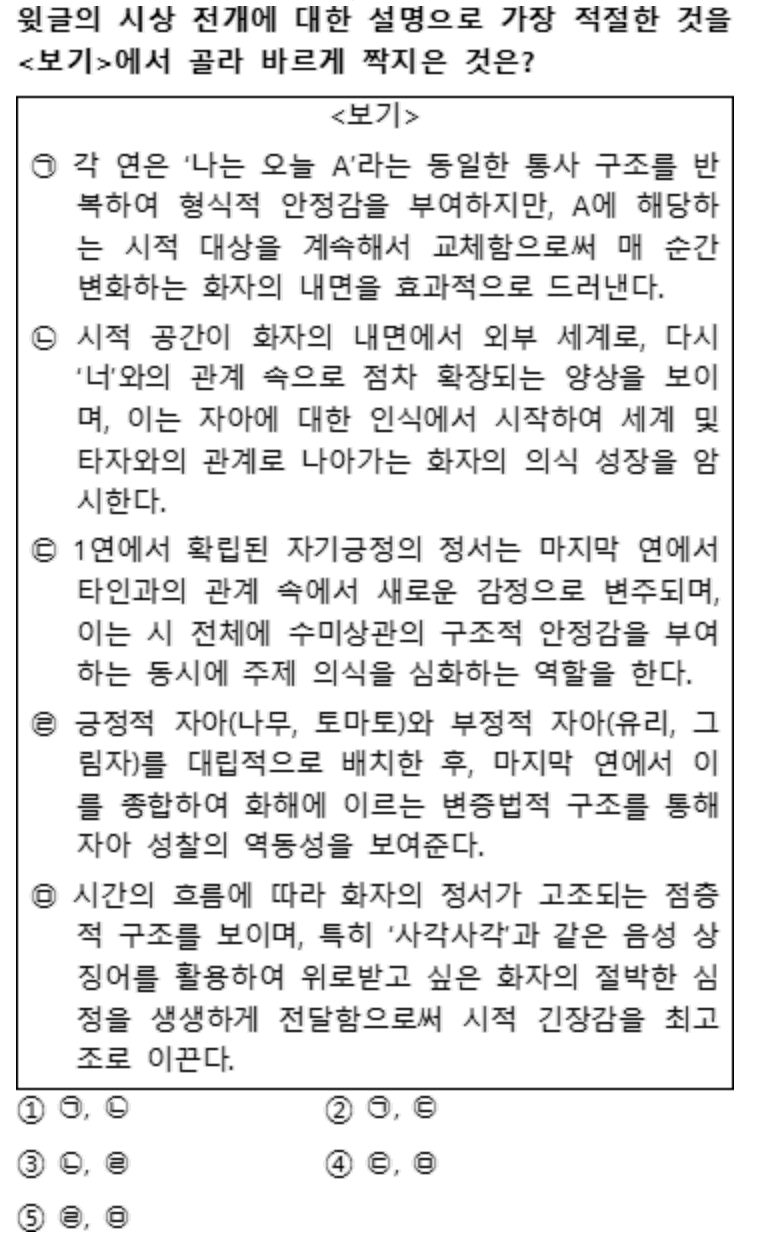 윗글의 시상 전개에 대한 설명으로 가장 적절한 것을
<보기>에서 골라 바르게 짝지은 것은?
<보기>
㉠ 각 연은 '나는 오늘 A'라는 동일한 통사 구조를 반
복하여 형식적 안정감을 부여하지만, A에 해당하
는 시적 대상을 계속해서 교체함으로써 매 순간
변화하는 화자의 내면을 효과적으로 드러낸다.
㉡ 시적 공간이 화자의 내면에서 외부 세계로, 다시
'너'와의 관계 속으로 점차 확장되는 양상을 보이
며, 이는 자아에 대한 인식에서 시작하여 세계 및
타자와의 관계로 나아가는 화자의 의식 성장을 암
시한다.
㉢ 1연에서 확립된 자기긍정의 정서는 마지막 연에서
타인과의 관계 속에서 새로운 감정으로 변주되며,
이는 시 전체에 수미상관의 구조적 안정감을 부여
하는 동시에 주제 의식을 심화하는 역할을 한다.
㉣ 긍정적 자아(나무, 토마토)와 부정적 자아(유리, 그
림자)를 대립적으로 배치한 후, 마지막 연에서 이
를 종합하여 화해에 이르는 변증법적 구조를 통해
자아 성찰의 역동성을 보여준다.
㉤ 시간의 흐름에 따라 화자의 정서가 고조되는 점층
적 구조를 보이며, 특히 '사각사각'과 같은 음성 상
징어를 활용하여 위로받고 싶은 화자의 절박한 심
정을 생생하게 전달함으로써 시적 긴장감을 최고
조로 이끈다.
① ㉠, ㉡ ② ㉠, ㉢
③ ㉡, ㉣ ④ ㉢, ㉤
⑤ ㉣, ㉤